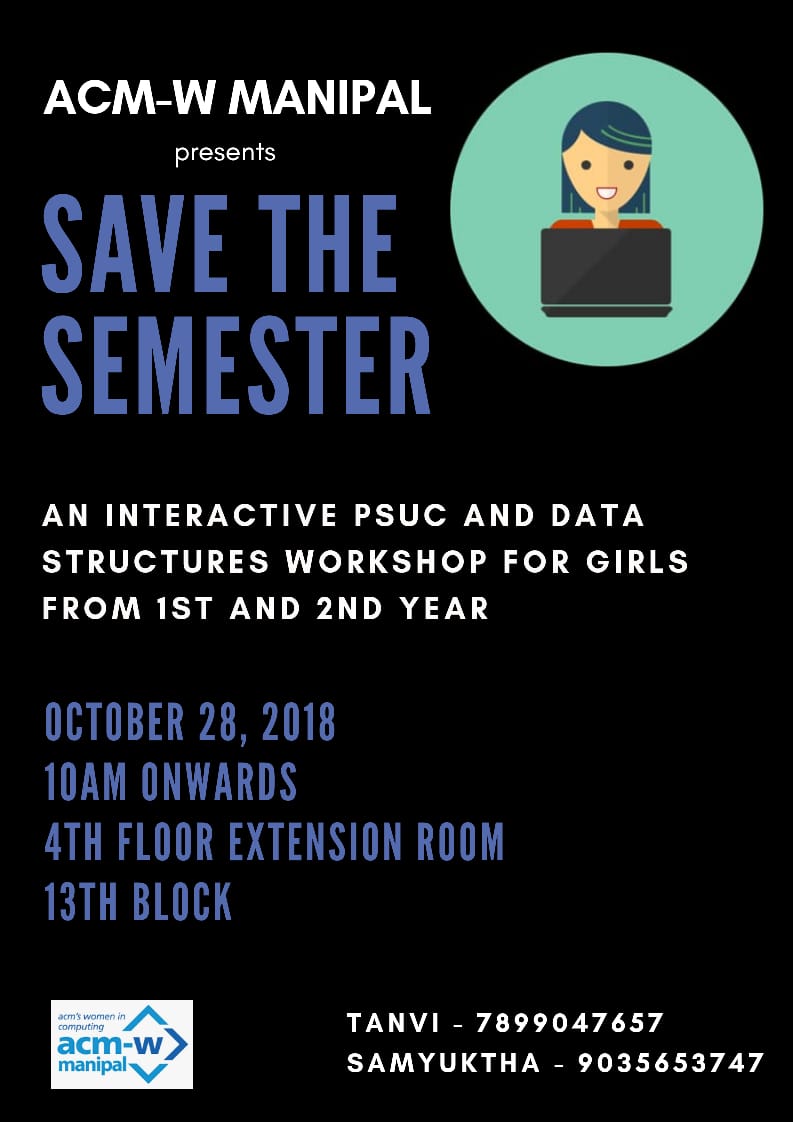 ACM-W MANIPAL
presents
SAVE THE
SEMESTER
AN INTERACTIVE PSUC AND DATA
STRUCTURES WORKSHOP FOR GIRLS
FROM 1ST AND 2ND YEAR
OCTOBER 28, 2018
10AM ONWARDS
4TH FLOOR EXTENSION ROOM
13TH BLOCK
acm's women in
computing
acm-w
manipal
TANVI - 7899047657
SAMYUKTHA - 9035653747